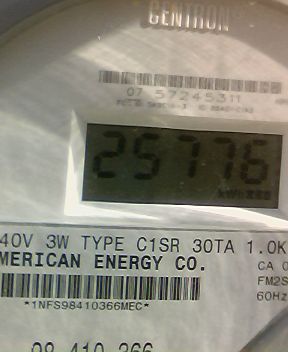 CENTRON
07 57245311
25776
40V 3W TYPE C1SR 30TA 1.0K
MERICAN ENERGY CO.
CA 0
FM2S
60Hz
*1NFS98410366MEC*
98 410 366